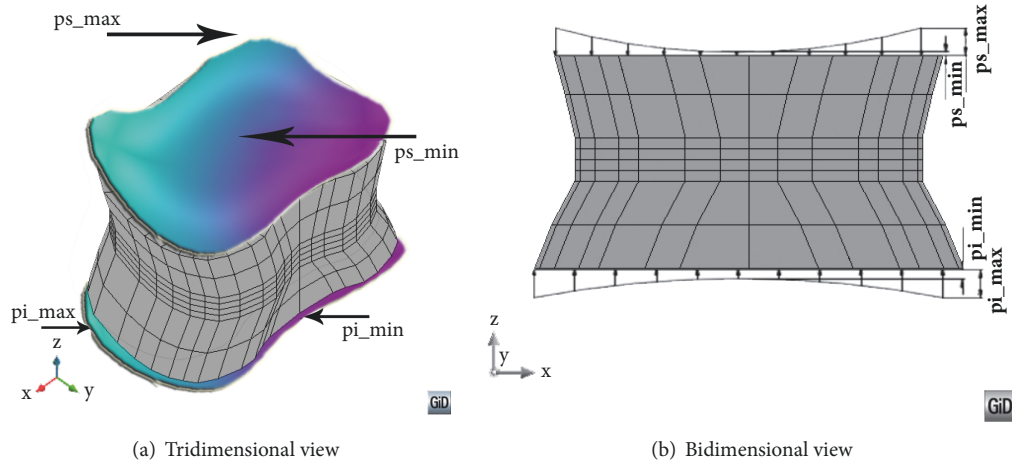 ps_max
ps_min
pi_max
pi_min
z
x
y
GiD
(a) Tridimensional view
ps_max
ps_min
pi_min
pi_max
z
y
x
GiD
(b) Bidimensional view